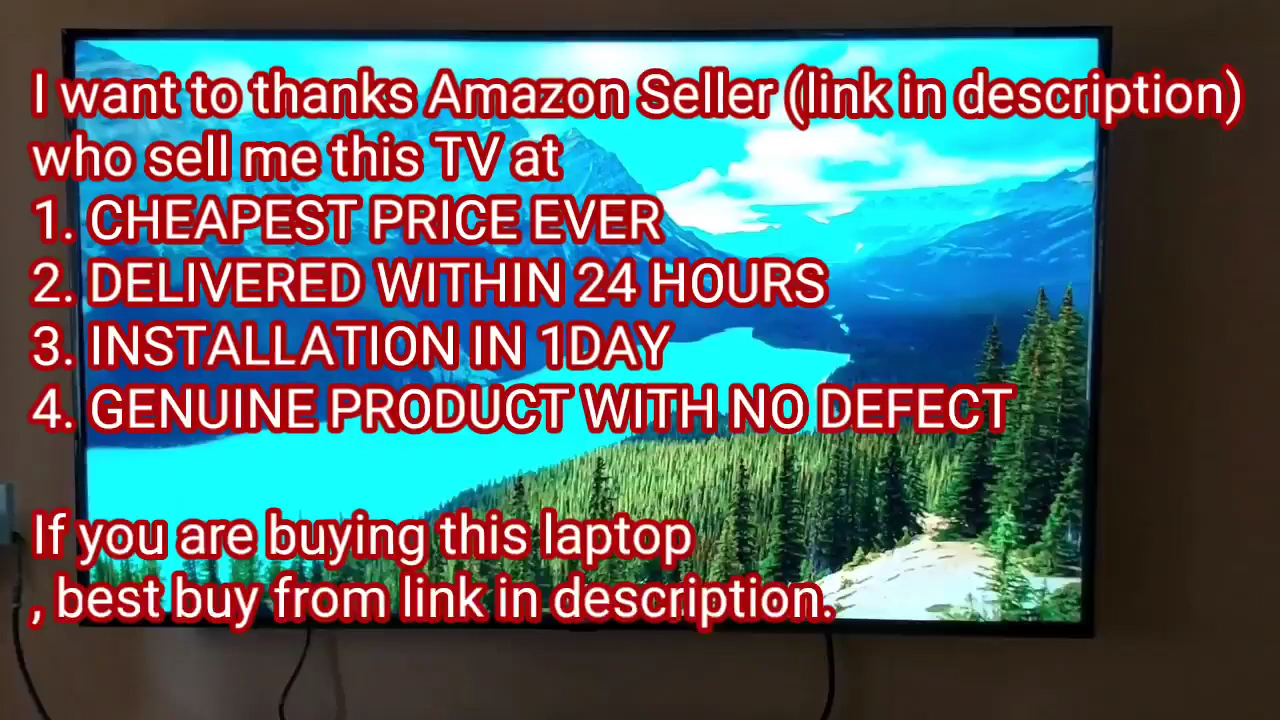 I want to thanks Amazon Seller (link in description)
who sell me this TV at
1. CHEAPEST PRICE EVER
2. DELIVERED WITHIN 24 HOURS
3. INSTALLATION IN 1DAY
4. GENUINE PRODUCT WITH NO DEFECT
If you are buying this laptop
, best buy from link in description.